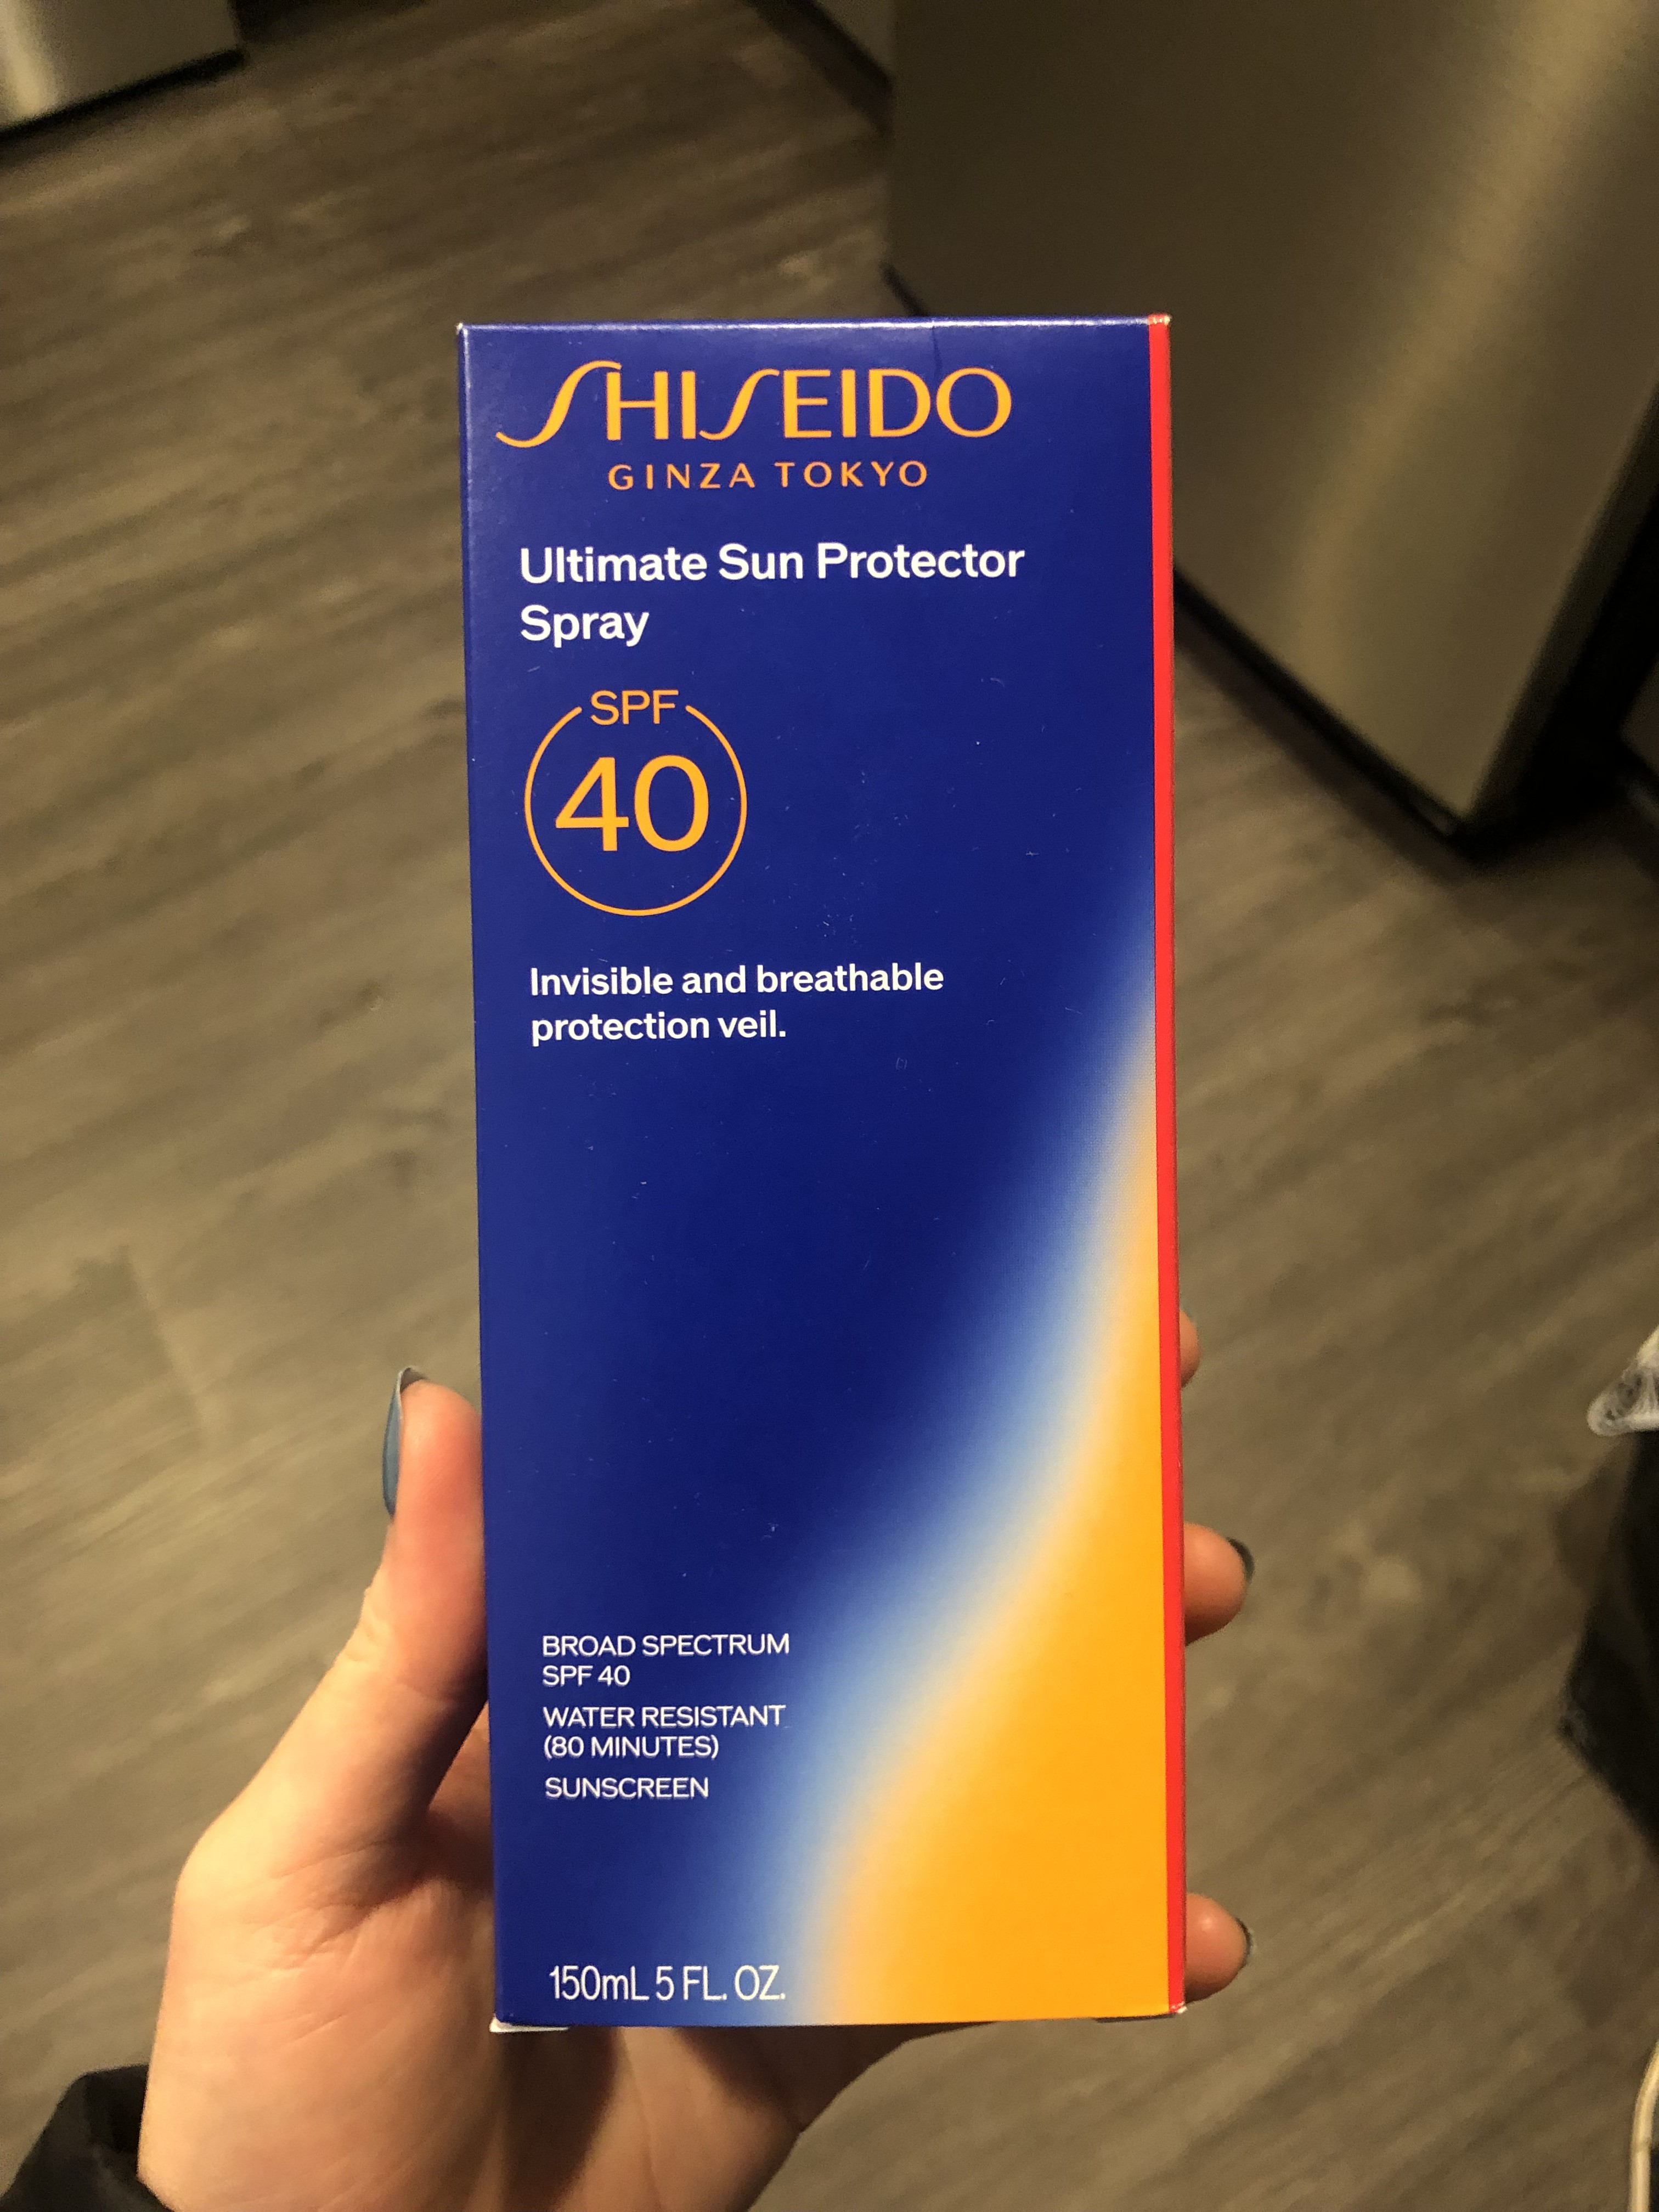 SHISEIDO
GINZA TOKYO
Ultimate Sun Protector
Spray
SPF
40
Invisible and breathable
protection veil.
BROAD SPECTRUM
SPF 40
WATER RESISTANT
(80 MINUTES)
SUNSCREEN
150mL 5 FL. OZ.